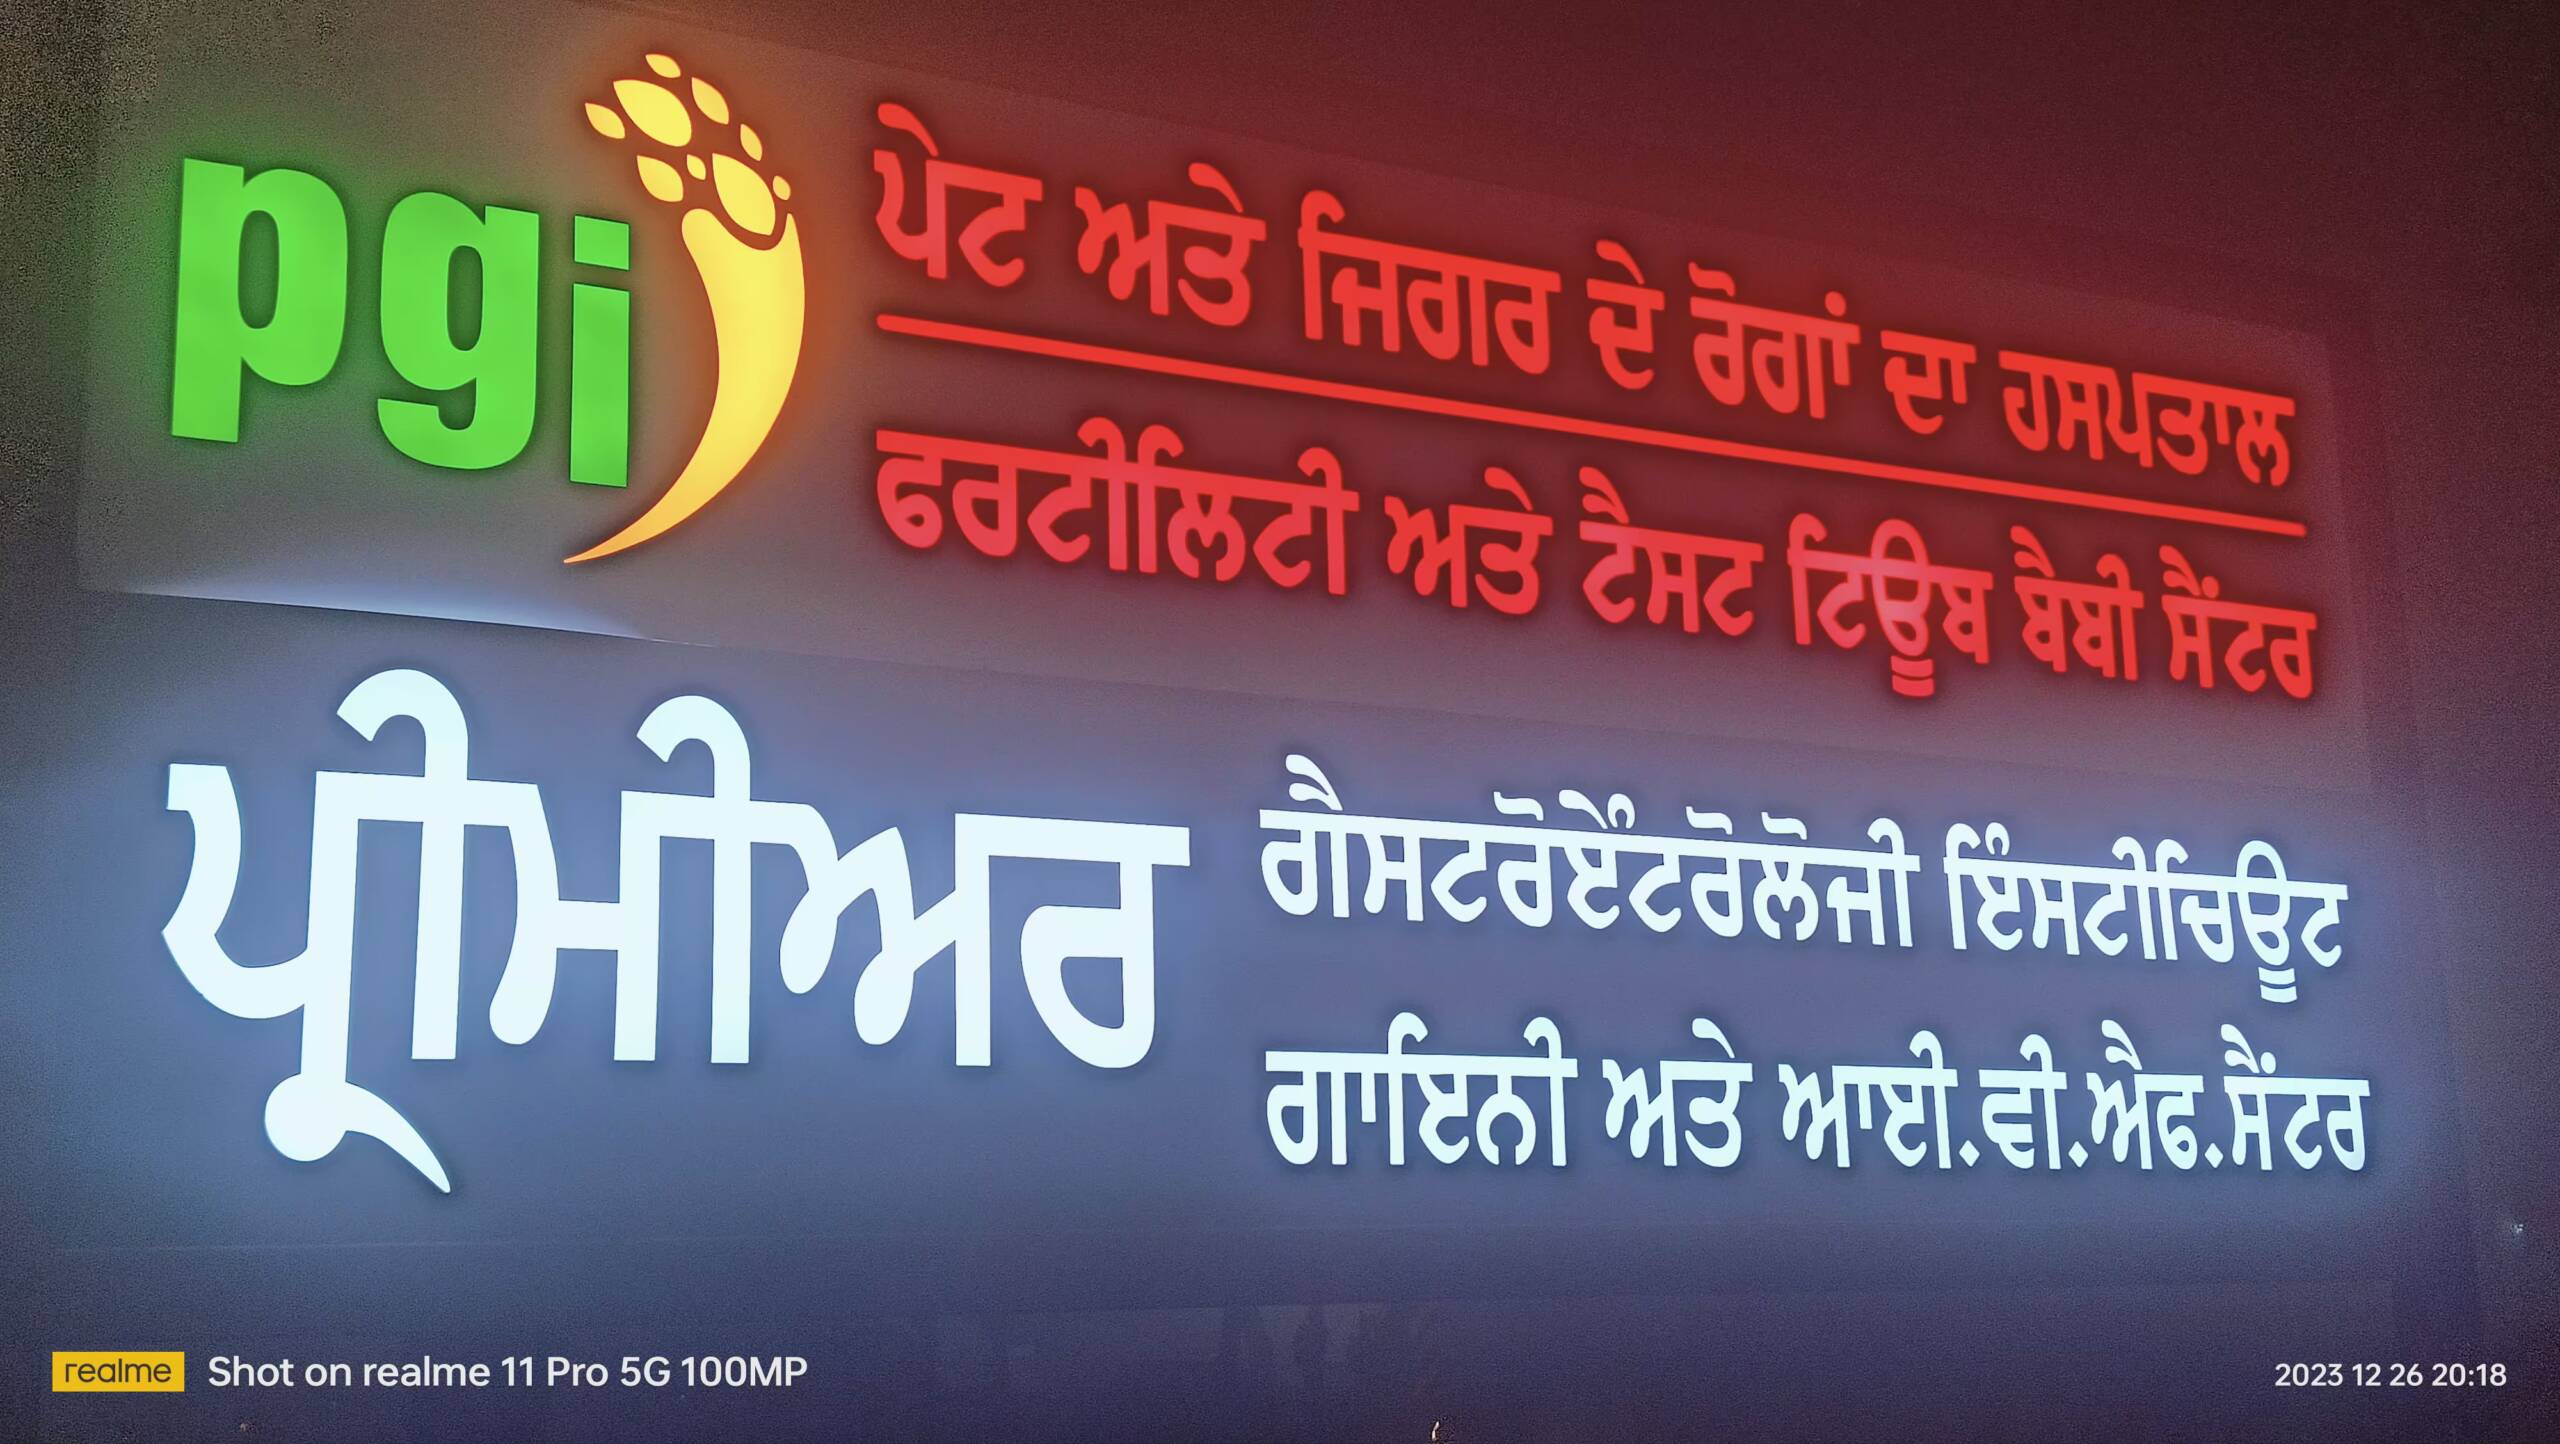 pgi
ਪੇਟ ਅਤੇ ਜਿਗਰ ਦੇ ਰੋਗਾਂ ਦਾ ਹਸਪਤਾਲ
ਫਰਟੀਲਿਟੀ ਅਤੇ ਟੈਸਟ ਟਿਊਬ ਬੈਬੀ ਸੈਂਟਰ
ਪ੍ਰੀਮੀਅਰ
ਗੈਸਟਰੋਏਂਟਰੋਲੋਜੀ ਇੰਸਟੀਚਿਊਟ
ਗਾਇਨੀ ਅਤੇ ਆਈ.ਵੀ.ਐਫ.ਸੈਂਟਰ
realme Shot on realme 11 Pro 5G 100MP
2023 12 26 20:18